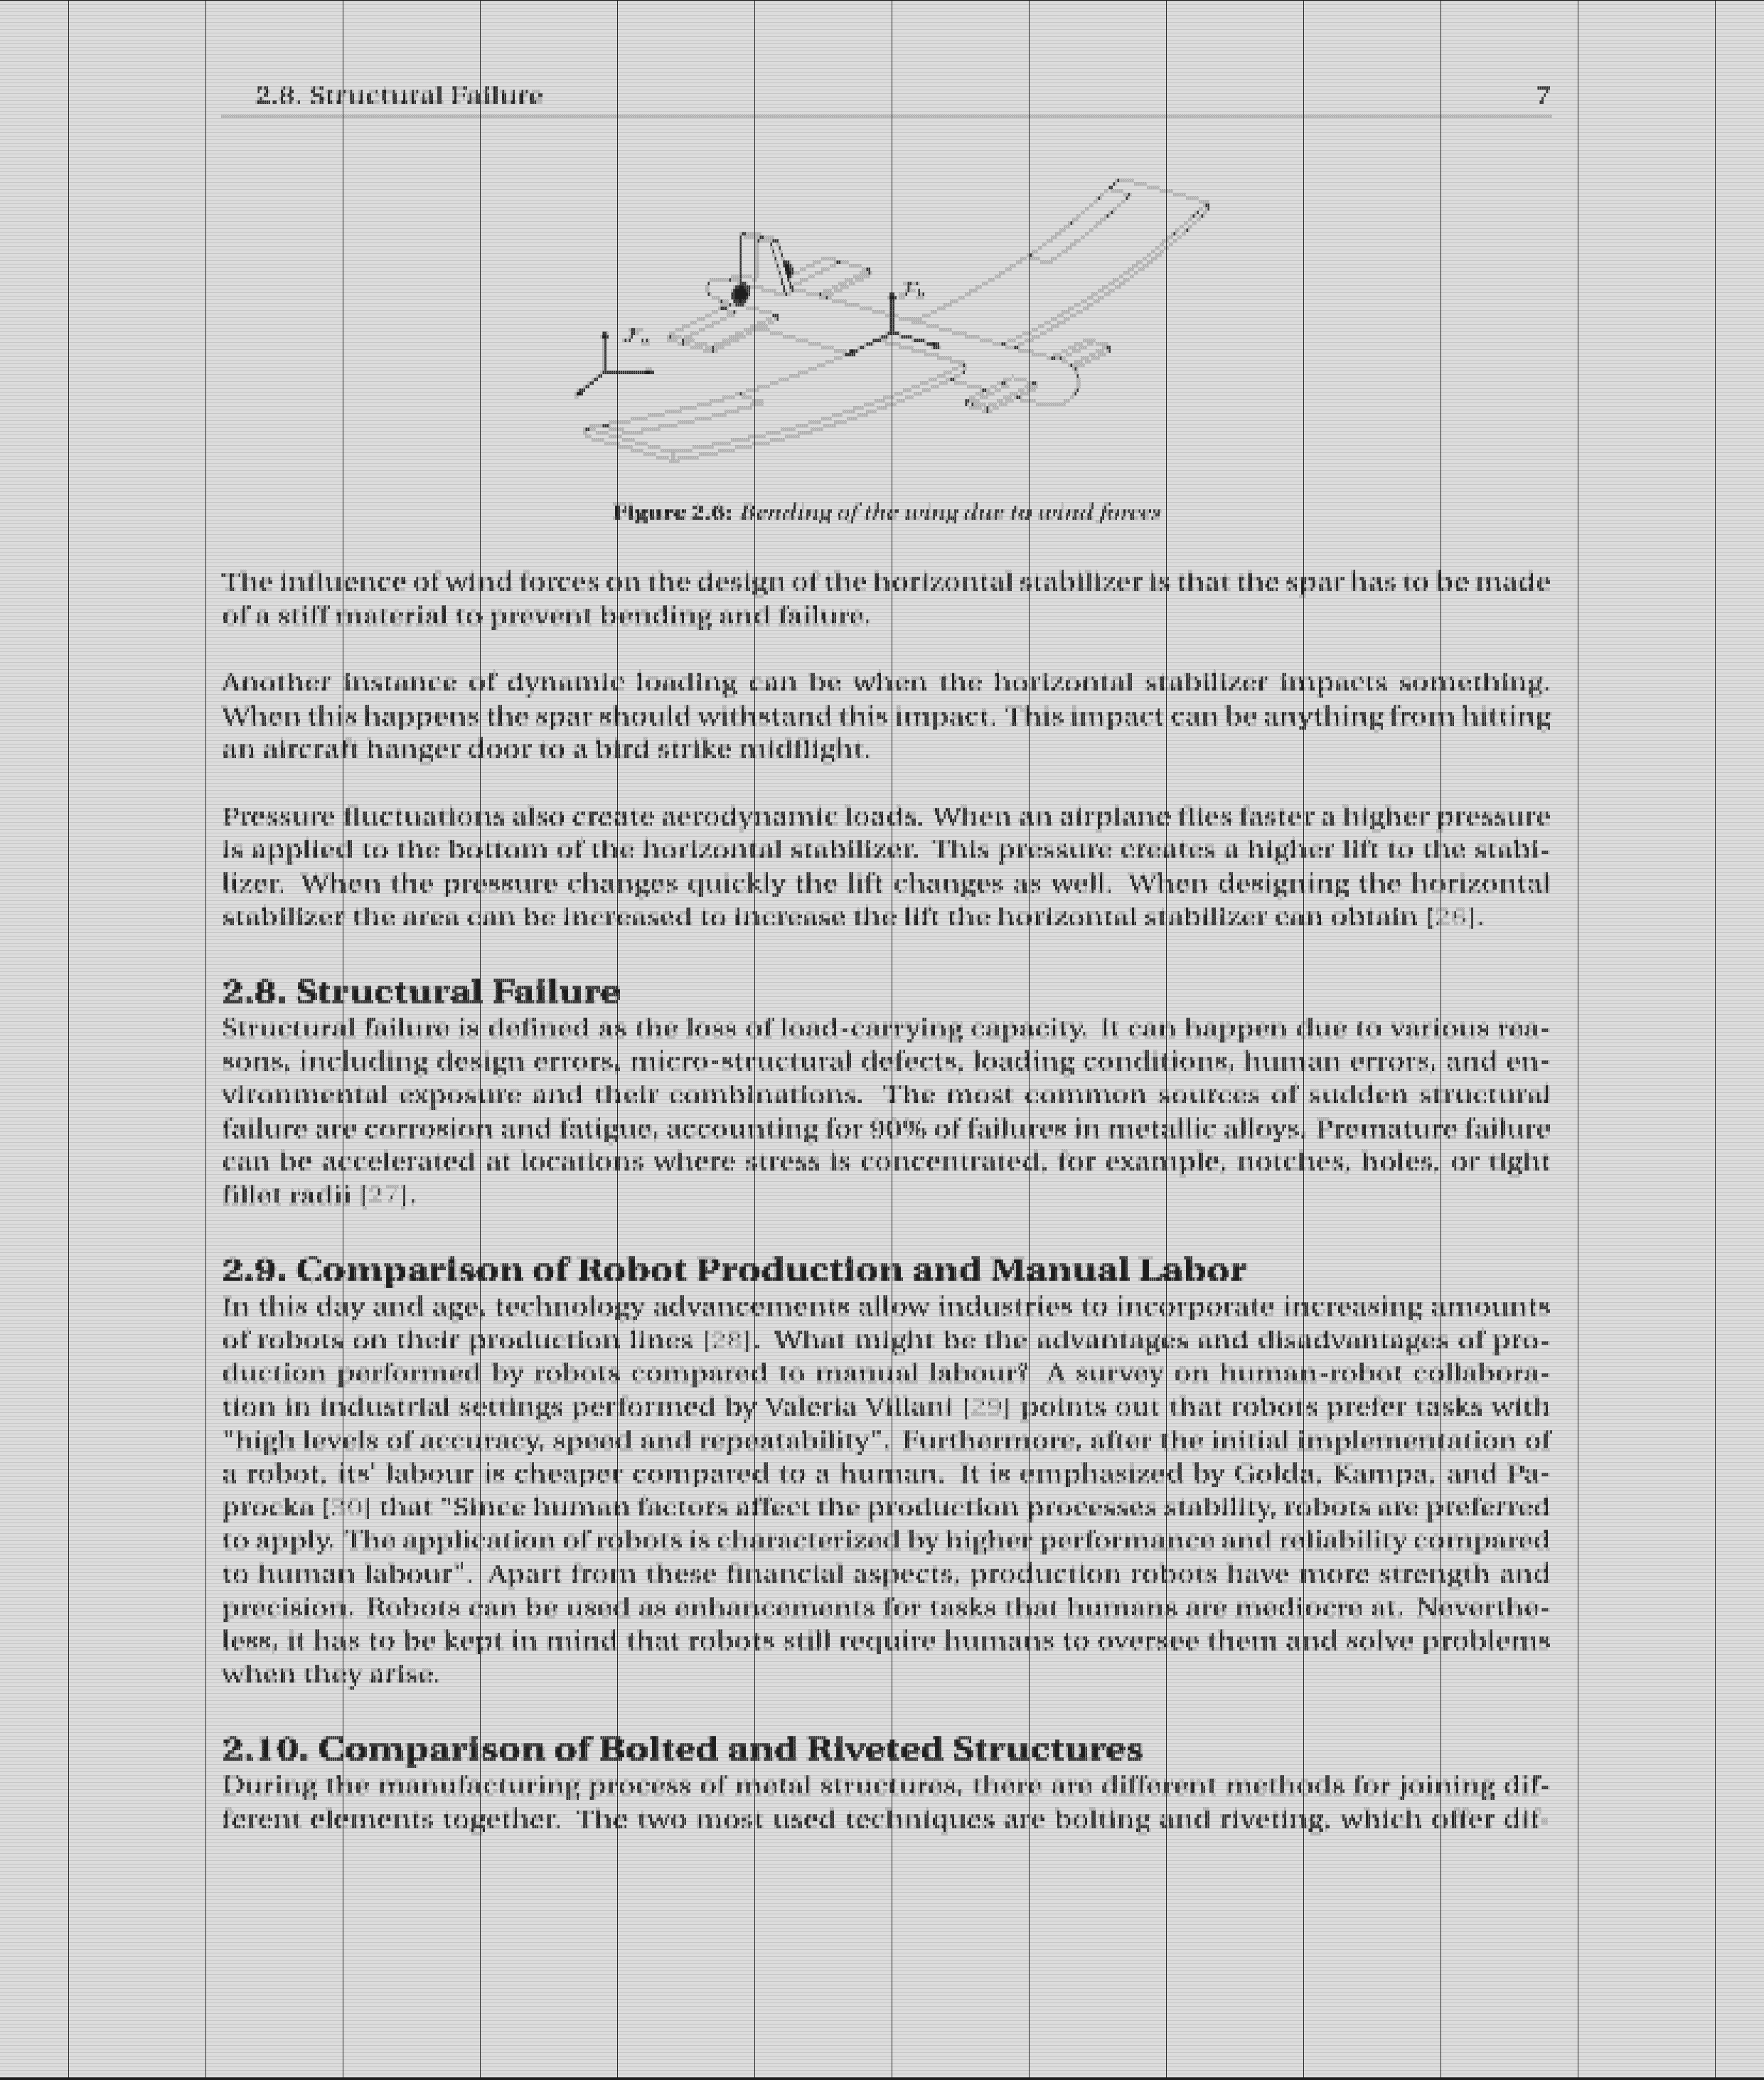 2.8. Structural Failure 7
Figure 2.6: Bending of the wing due to wind forces
The influence of wind forces on the design of the horizontal stabilizer is that the spar has to be made
of a stiff material to prevent bending and failure.
Another instance of dynamic loading can be when the horizontal stabilizer impacts something.
When this happens the spar should withstand this impact. This impact can be anything from hitting
an aircraft hanger door to a bird strike midflight.
Pressure fluctuations also create aerodynamic loads. When an airplane flies faster a higher pressure
is applied to the bottom of the horizontal stabilizer. This pressure creates a higher lift to the stabi-
lizer. When the pressure changes quickly the lift changes as well. When designing the horizontal
stabilizer the area can be increased to increase the lift the horizontal stabilizer can obtain [26].
2.8. Structural Failure
Structural failure is defined as the loss of load-carrying capacity. It can happen due to various rea-
sons, including design errors, micro-structural defects, loading conditions, human errors, and en-
vironmental exposure and their combinations. The most common sources of sudden structural
failure are corrosion and fatigue, accounting for 90% of failures in metallic alloys. Premature failure
can be accelerated at locations where stress is concentrated, for example, notches, holes, or tight
fillet radii [27].
2.9. Comparison of Robot Production and Manual Labor
In this day and age, technology advancements allow industries to incorporate increasing amounts
of robots on their production lines [28]. What might be the advantages and disadvantages of pro-
duction performed by robots compared to manual labour? A survey on human-robot collabora-
tion in industrial settings performed by Valeria Villani [29] points out that robots prefer tasks with
"high levels of accuracy, speed and repeatability". Furthermore, after the initial implementation of
a robot, its' labour is cheaper compared to a human. It is emphasized by Golda, Kampa, and Pa-
procka [30] that "Since human factors affect the production processes stability, robots are preferred
to apply. The application of robots is characterized by higher performance and reliability compared
to human labour". Apart from these financial aspects, production robots have more strength and
precision. Robots can be used as enhancements for tasks that humans are mediocre at. Neverthe-
less, it has to be kept in mind that robots still require humans to oversee them and solve problems
when they arise.
2.10. Comparison of Bolted and Riveted Structures
During the manufacturing process of metal structures, there are different methods for joining dif-
ferent elements together. The two most used techniques are bolting and riveting, which offer dif-